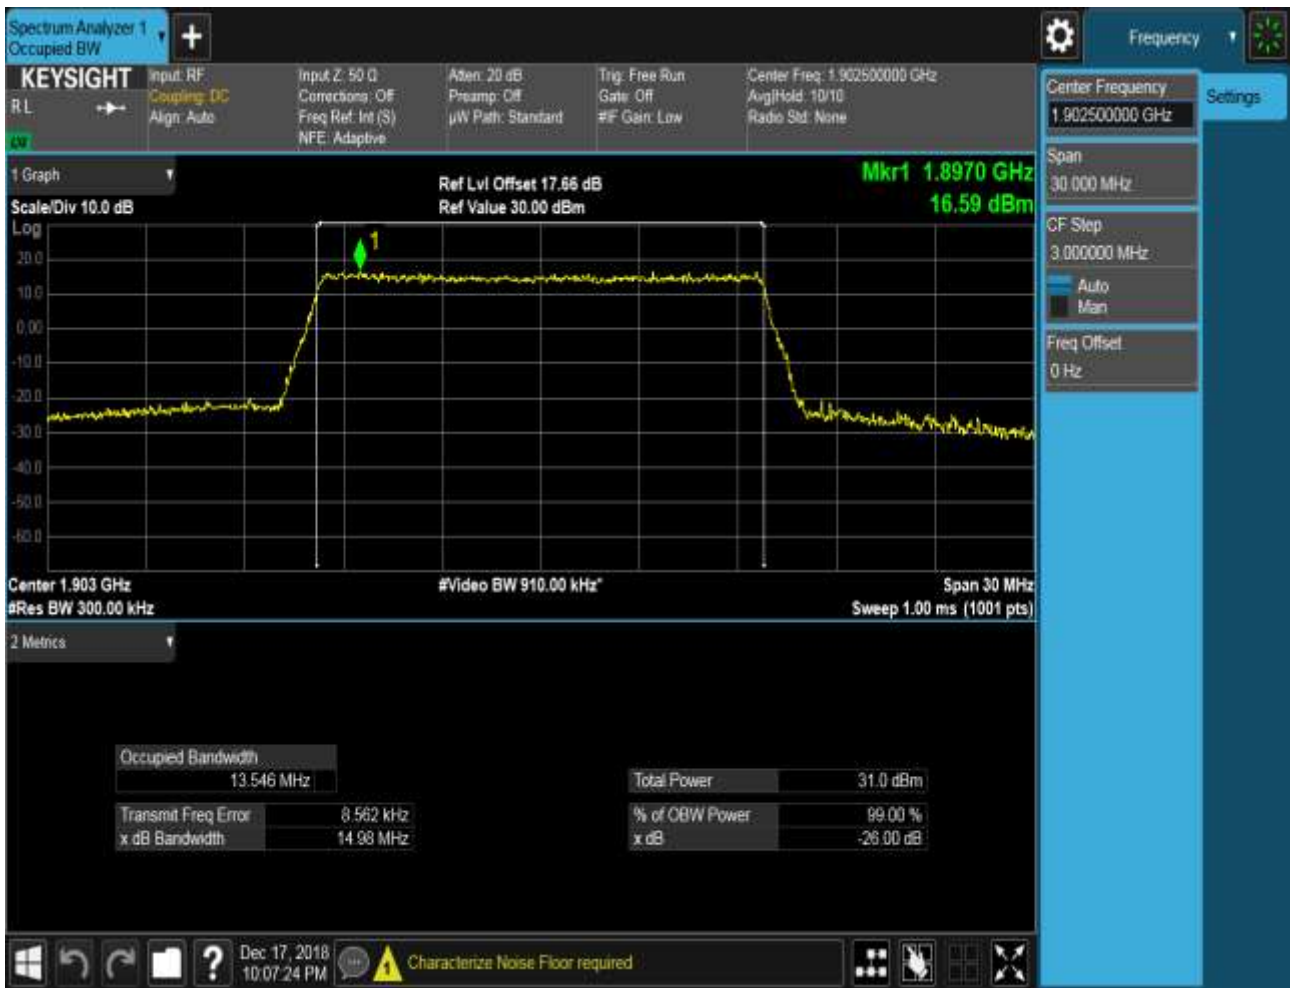 Spectrum Analyzer 1
Occupied BW
Frequency
KEYSIGHT
R L
Input: RF
Coupling: DC
Align: Auto
Input Z: 50 Ω
Corrections: Off
Freq Ref: Int (S)
NFE: Adaptive
Atten: 20 dB
Preamp: Off
µW Path: Standard
Trig: Free Run
Gate: Off
#IF Gain: Low
Center Freq: 1.902500000 GHz
Avg|Hold: 10/10
Radio Std: None
Center Frequency
1.902500000 GHz
Settings
Span
30.000 MHz
CF Step
3.000000 MHz
Auto
Man
Freq Offset
0 Hz
1 Graph
Scale/Div 10.0 dB
Log
Ref Lvl Offset 17.66 dB
Ref Value 30.00 dBm
Mkr1 1.8970 GHz
16.59 dBm
1
20.0
10.0
0.00
-10.0
-20.0
-30.0
-40.0
-50.0
-60.0
Center 1.903 GHz
#Video BW 910.00 kHz*
Span 30 MHz
#Res BW 300.00 kHz
Sweep 1.00 ms (1001 pts)
2 Metrics
Occupied Bandwidth
13.546 MHz
Transmit Freq Error 8.562 kHz
x dB Bandwidth 14.98 MHz
Total Power 31.0 dBm
% of OBW Power 99.00 %
x dB -26.00 dB
?
Dec 17, 2018
10:07:24 PM
1
Characterize Noise Floor required